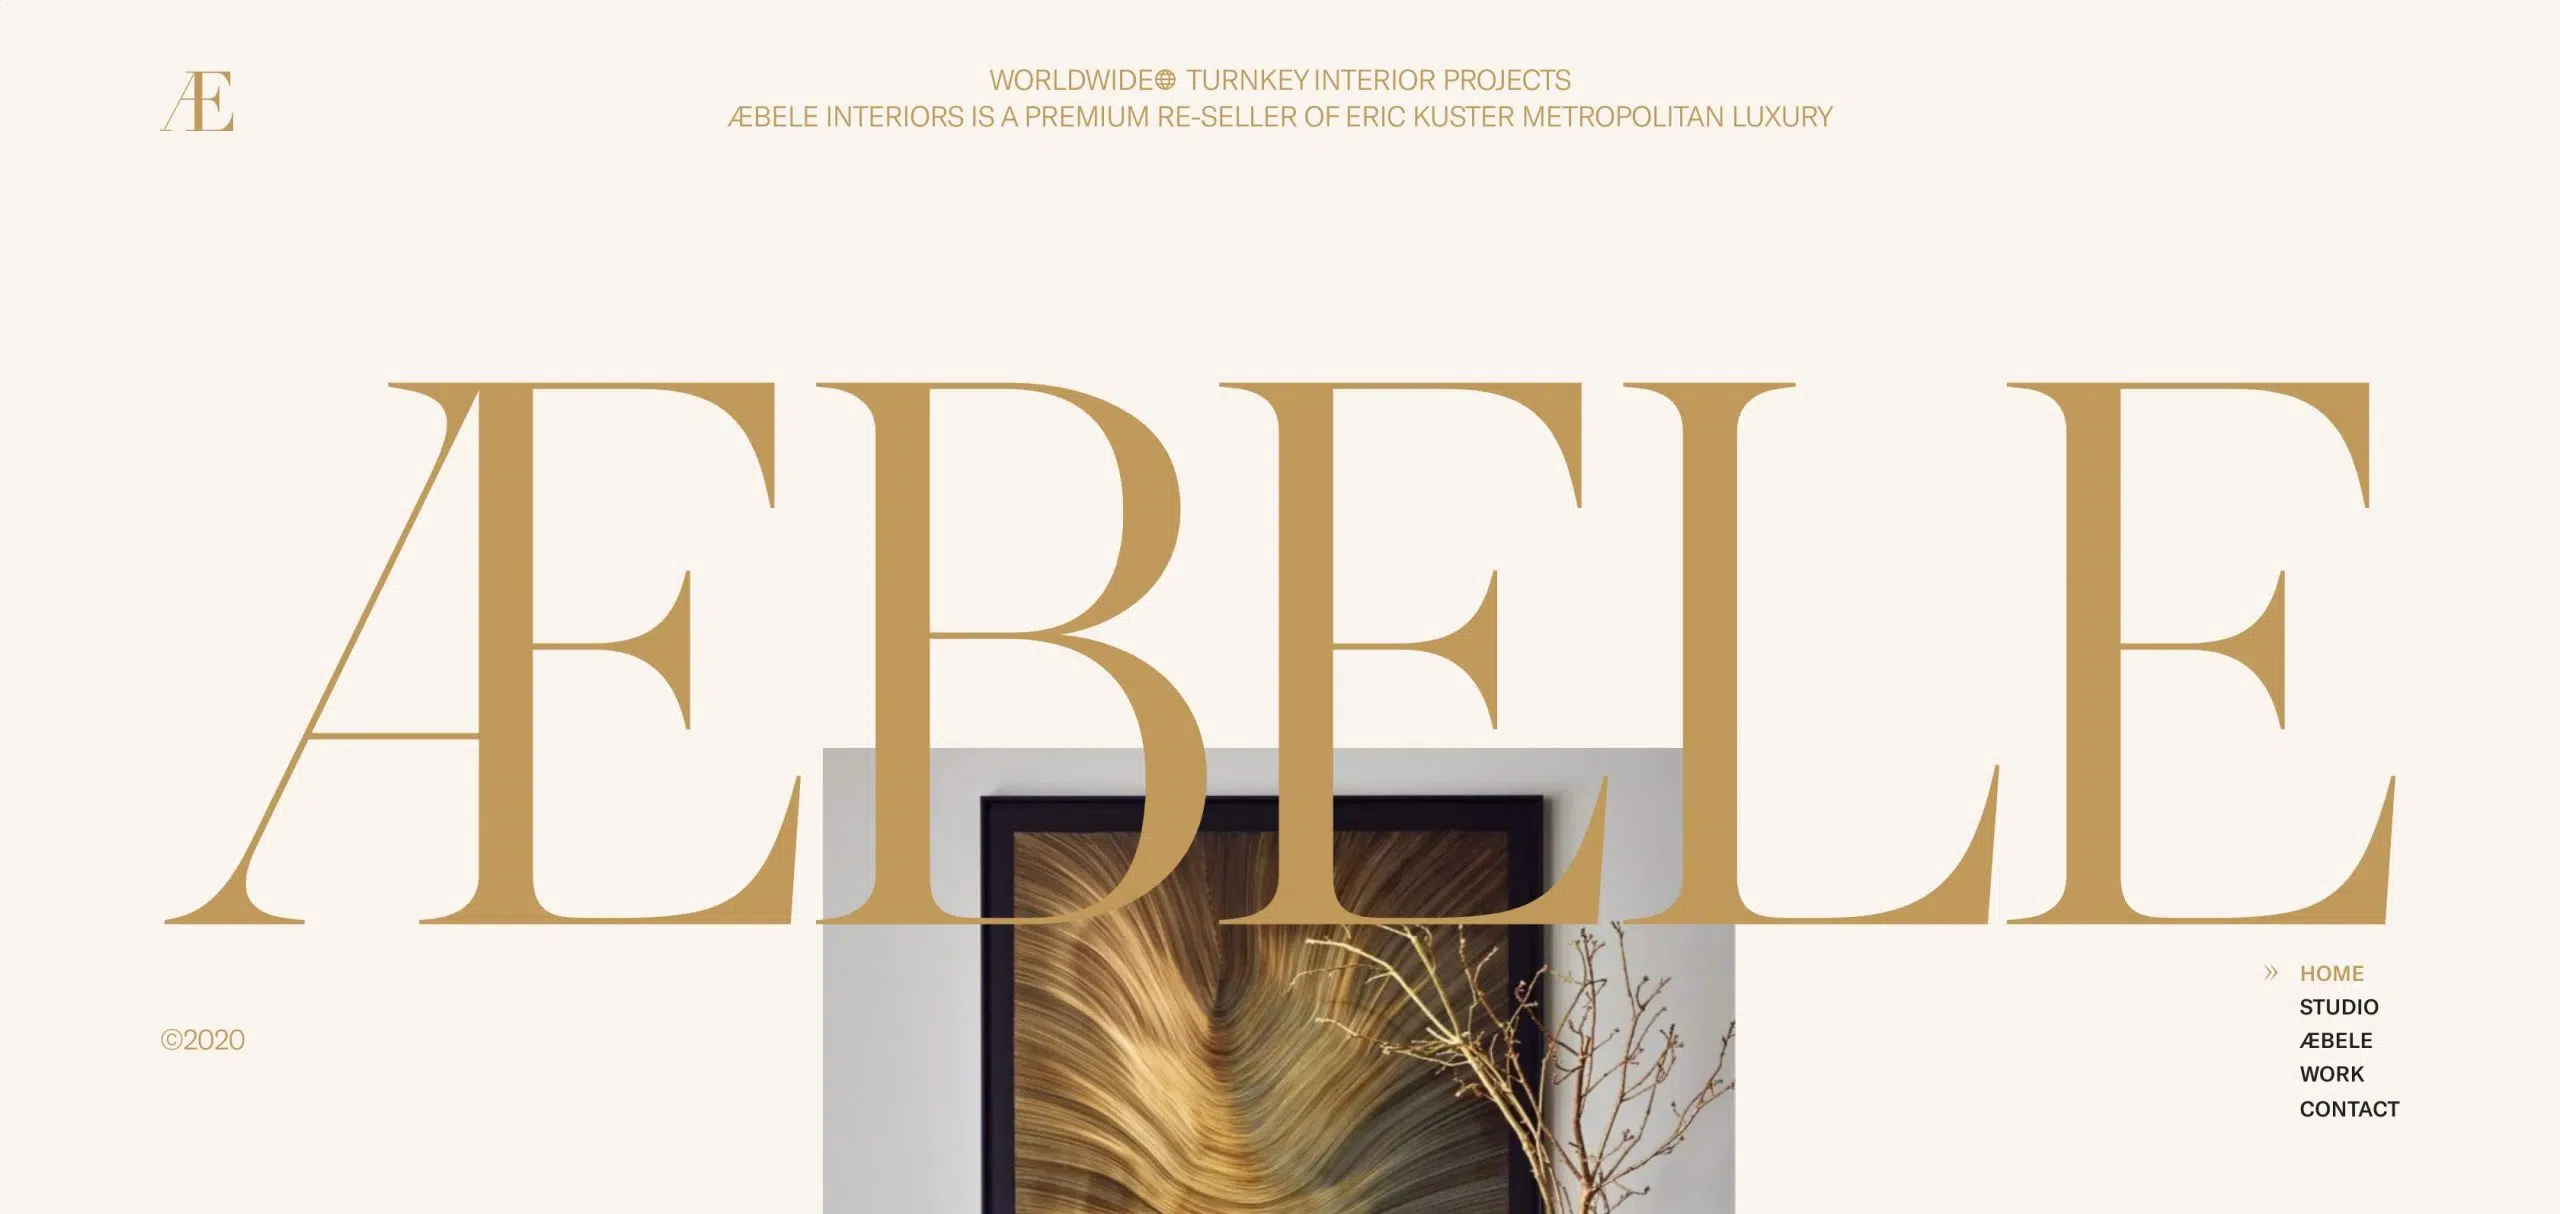 Æ
WORLDWIDE🌐 TURNKEY INTERIOR PROJECTS
ÆBELE INTERIORS IS A PREMIUM RE-SELLER OF ERIC KUSTER METROPOLITAN LUXURY
ÆBELE
©2020
» HOME
STUDIO
ÆBELE
WORK
CONTACT